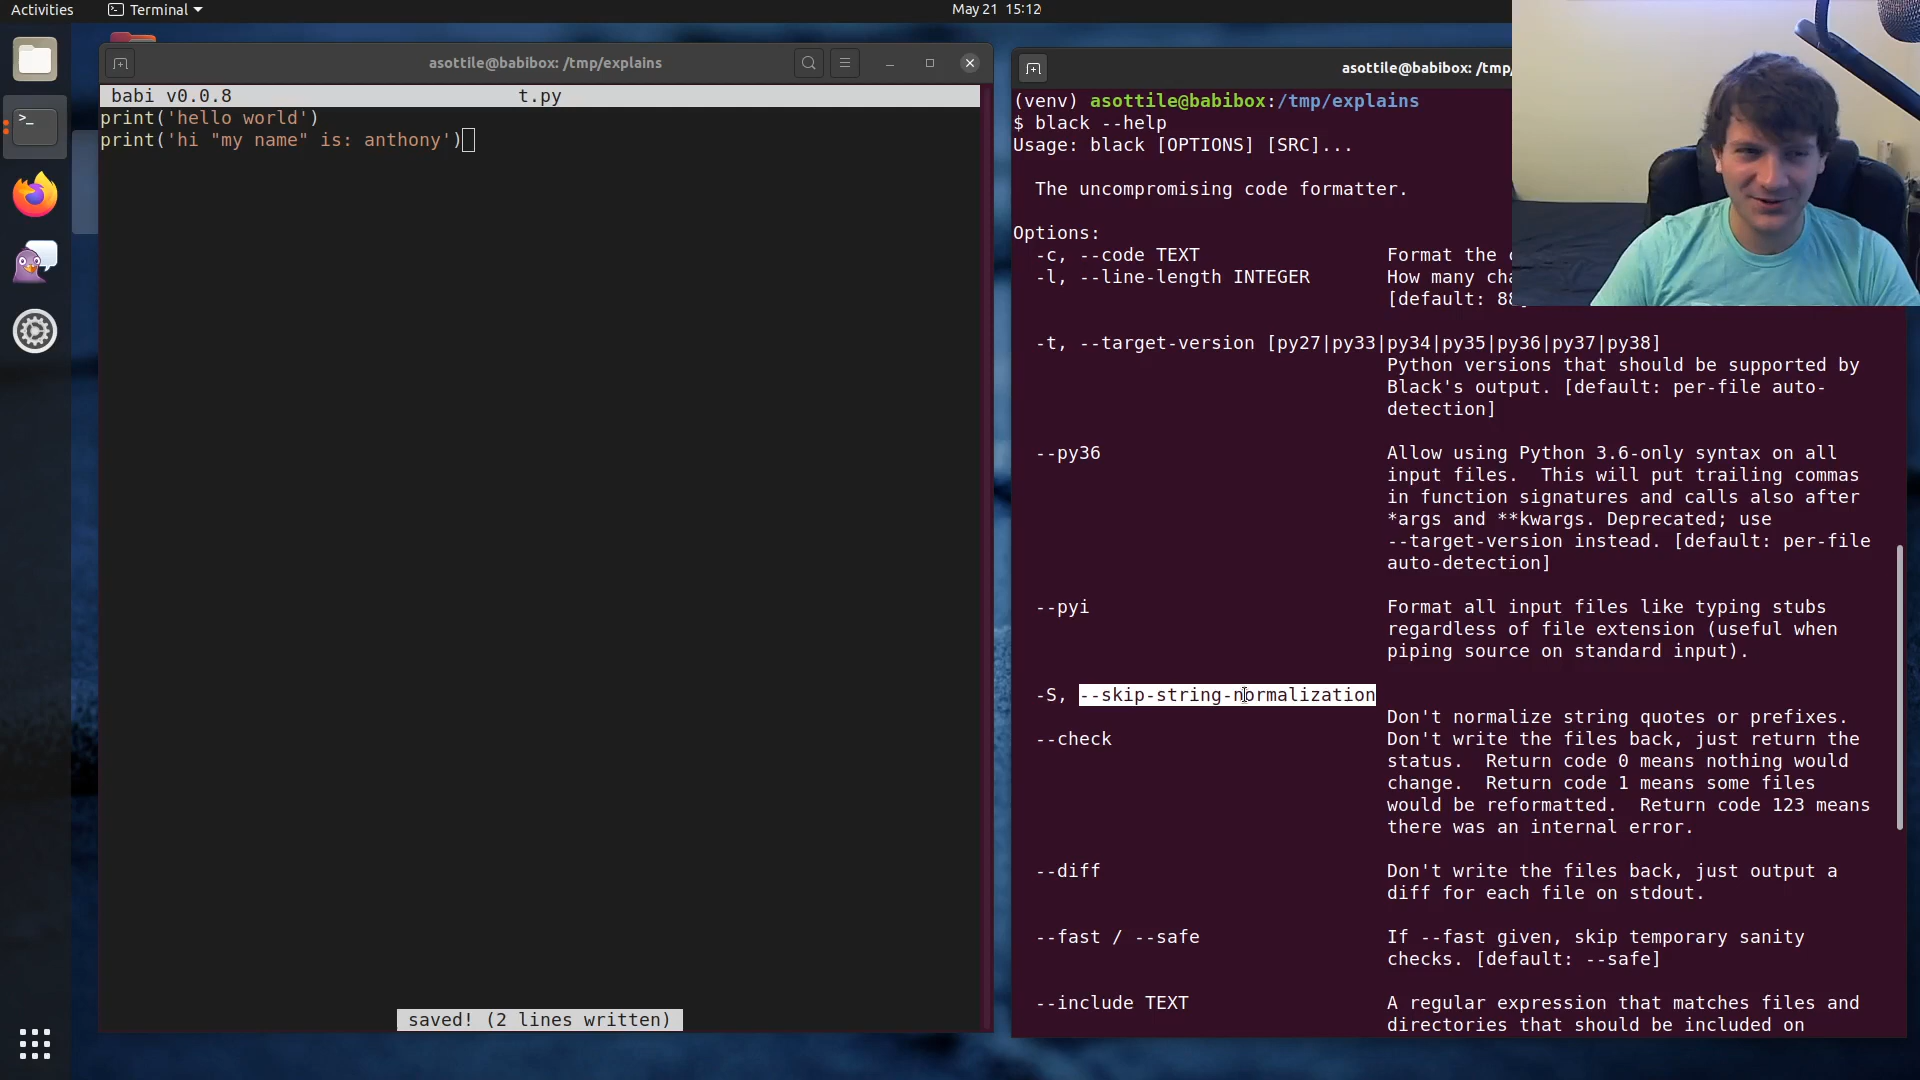 Activities
Terminal
May 21 15:12
asottile@babibox: /tmp/explains
babi v0.0.8 t.py
print('hello world')
print('hi "my name" is: anthony')
saved! (2 lines written)
asottile@babibox: /tmp/
(venv) asottile@babibox:/tmp/explains
$ black --help
Usage: black [OPTIONS] [SRC]...
The uncompromising code formatter.
Options:
-c, --code TEXT Format the
-l, --line-length INTEGER How many
[default: 88]
-t, --target-version [py27|py33|py34|py35|py36|py37|py38]
Python versions that should be supported by
Black's output. [default: per-file auto-
detection]
--py36 Allow using Python 3.6-only syntax on all
input files. This will put trailing commas
in function signatures and calls also after
*args and **kwargs. Deprecated; use
--target-version instead. [default: per-file
auto-detection]
--pyi Format all input files like typing stubs
regardless of file extension (useful when
piping source on standard input).
-S, --skip-string-normalization
Don't normalize string quotes or prefixes.
--check Don't write the files back, just return the
status. Return code 0 means nothing would
change. Return code 1 means some files
would be reformatted. Return code 123 means
there was an internal error.
--diff Don't write the files back, just output a
diff for each file on stdout.
--fast / --safe If --fast given, skip temporary sanity
checks. [default: --safe]
--include TEXT A regular expression that matches files and
directories that should be included on